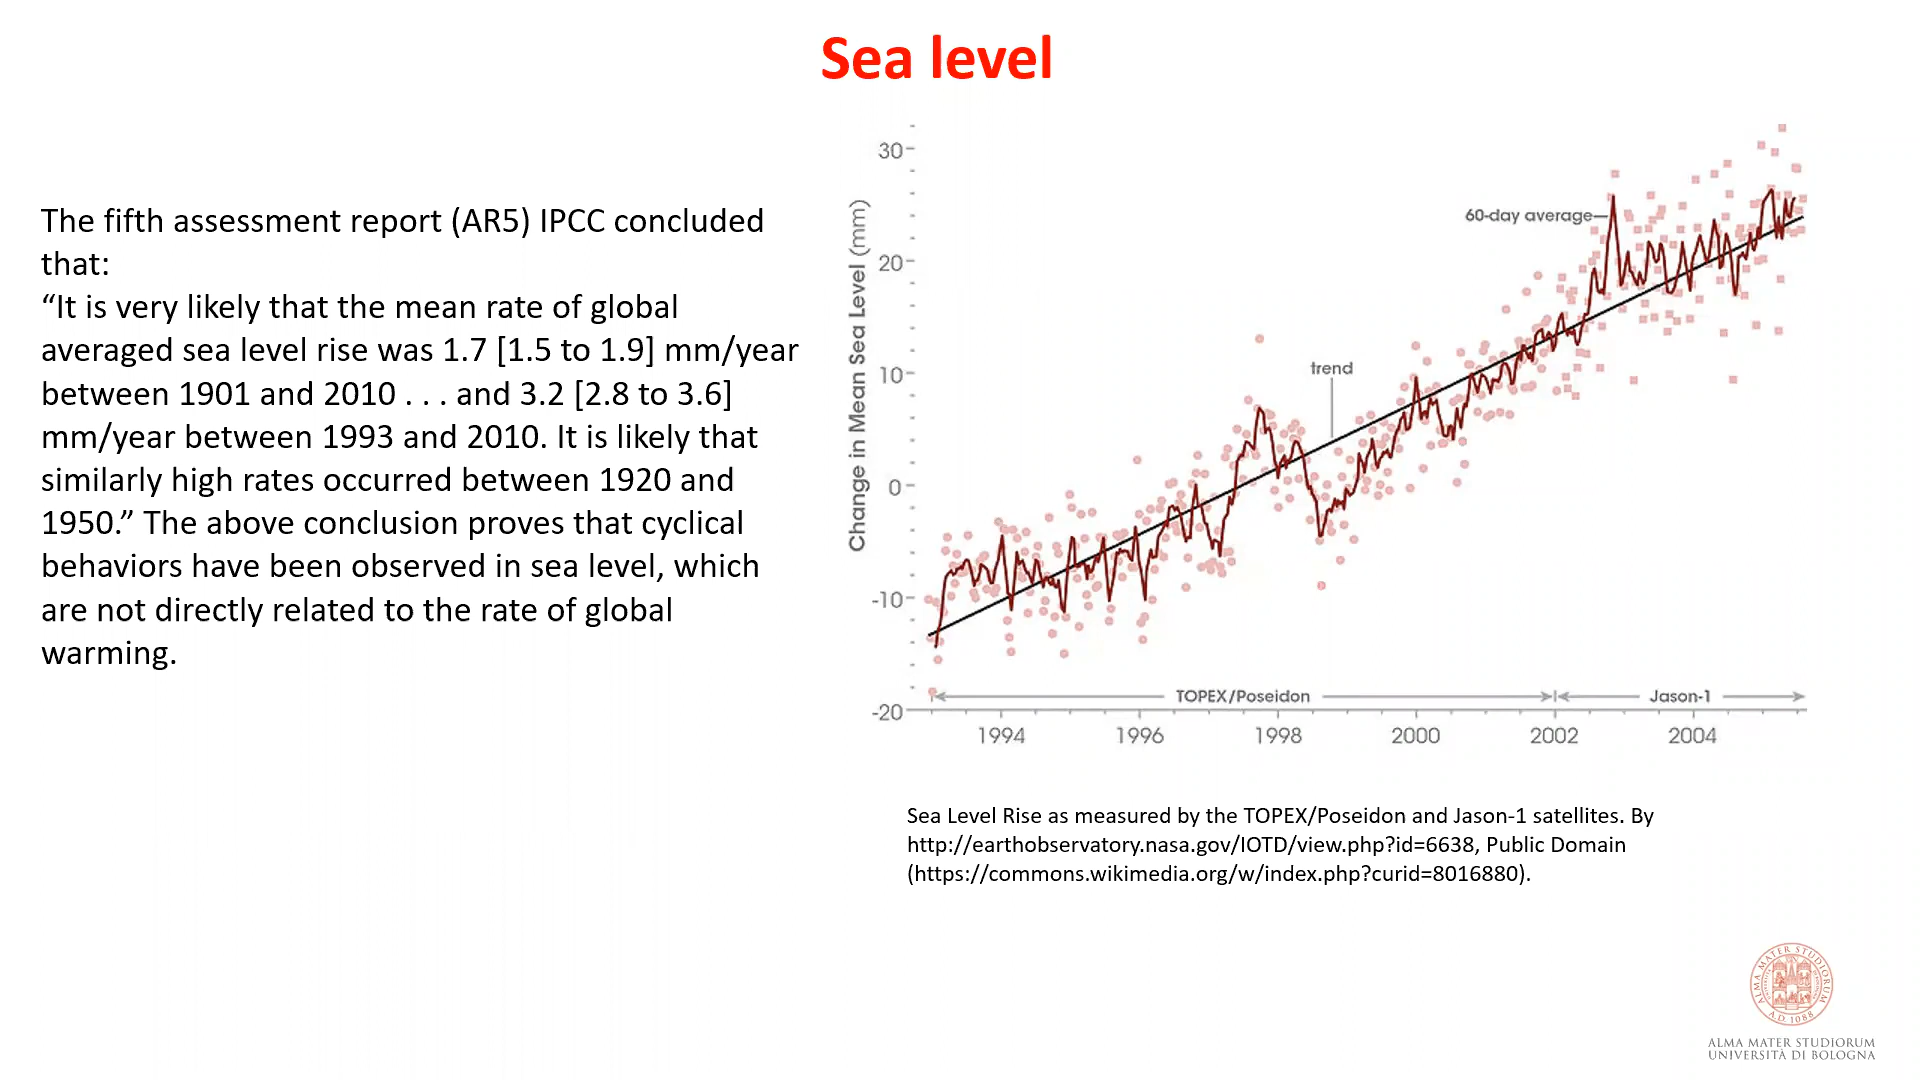 Sea level
The fifth assessment report (AR5) IPCC concluded
that:
“It is very likely that the mean rate of global
averaged sea level rise was 1.7 [1.5 to 1.9] mm/year
between 1901 and 2010 . . . and 3.2 [2.8 to 3.6]
mm/year between 1993 and 2010. It is likely that
similarly high rates occurred between 1920 and
1950.” The above conclusion proves that cyclical
behaviors have been observed in sea level, which
are not directly related to the rate of global
warming.
Change in Mean Sea Level (mm)
30
20
10
0
-10
-20
60-day average
trend
TOPEX/Poseidon
Jason-1
1994 1996 1998 2000 2002 2004
Sea Level Rise as measured by the TOPEX/Poseidon and Jason-1 satellites. By
http://earthobservatory.nasa.gov/IOTD/view.php?id=6638, Public Domain
(https://commons.wikimedia.org/w/index.php?curid=8016880).
ALMA MATER STUDIORUM
A.D. 1088
ALMA MATER STUDIORUM
UNIVERSITÀ DI BOLOGNA